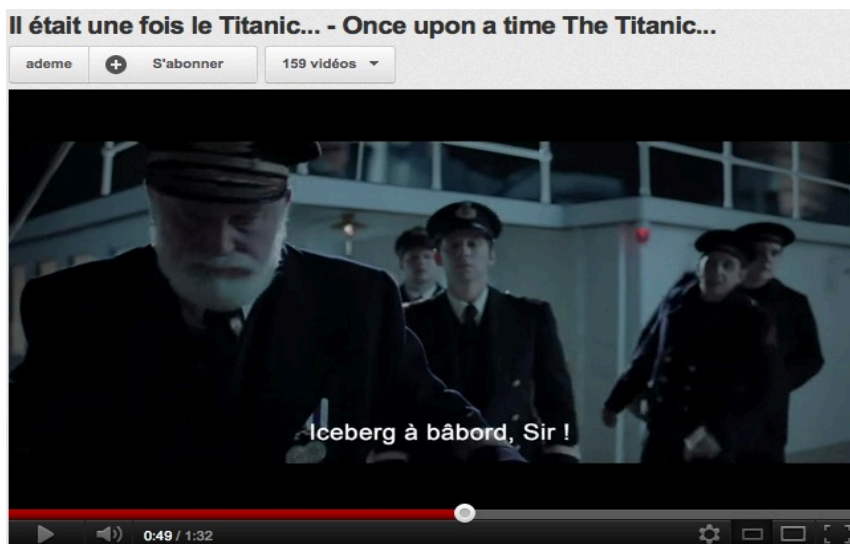 Il était une fois le Titanic... - Once upon a time The Titanic...
ademe S'abonner 159 vidéos
Iceberg à bâbord, Sir !
0:49 / 1:32